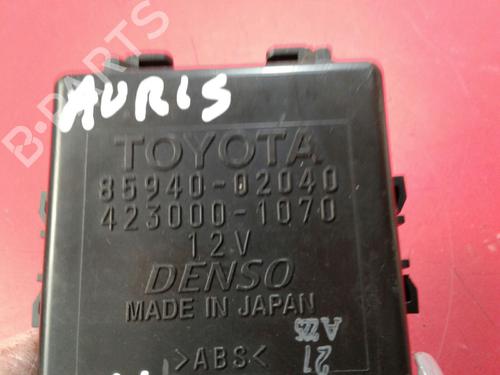 B-PARTS
AURIS
TOYOTA
85940-02040
423000-1070
12V
DENSO
MADE IN JAPAN
>ABS<
21